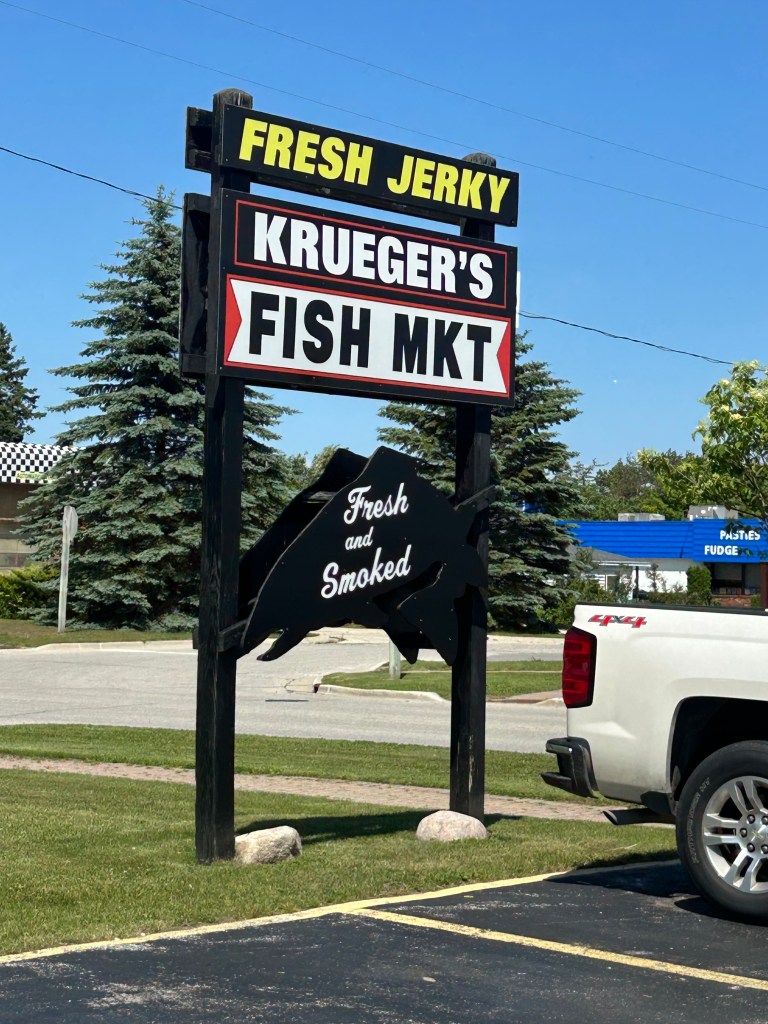 FRESH JERKY
KRUEGER'S
FISH MKT
Fresh
and
Smoked
PASTIES
FUDGE
4x4